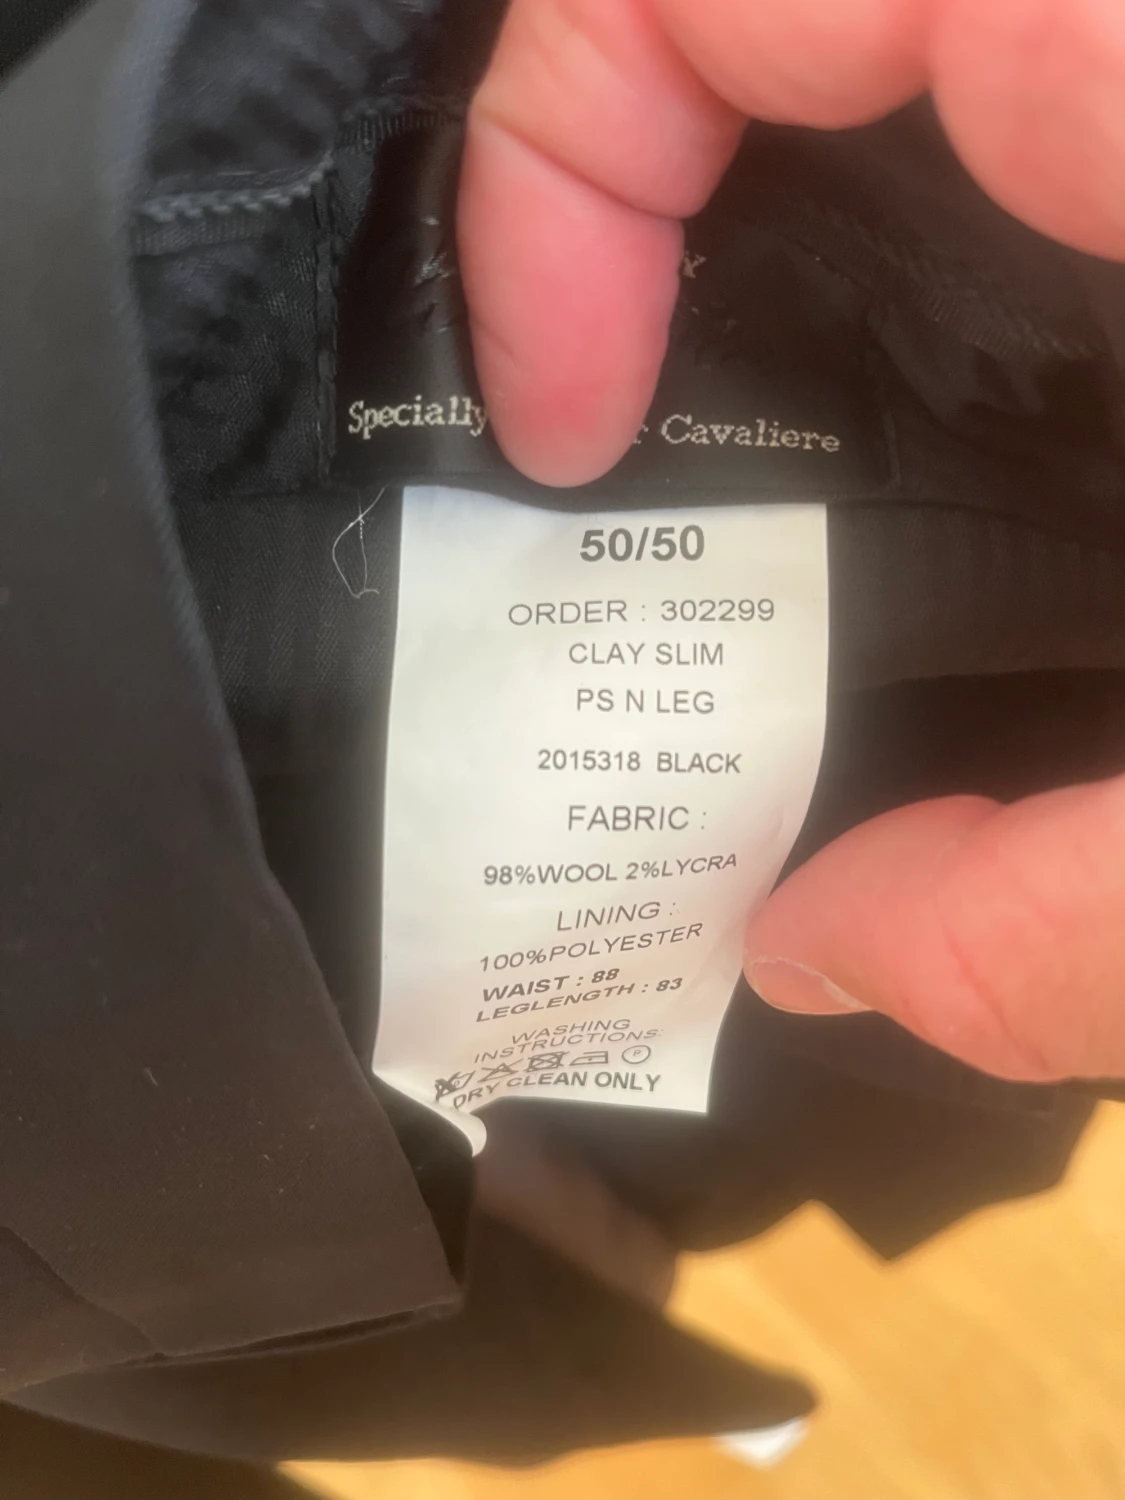 Specially Cavaliere
50/50
ORDER : 302299
CLAY SLIM
PS N LEG
2015318 BLACK
FABRIC :
98%WOOL 2%LYCRA
LINING :
100%POLYESTER
WAIST : 88
LEGLENGTH : 83
WASHING
INSTRUCTIONS
P
DRY CLEAN ONLY